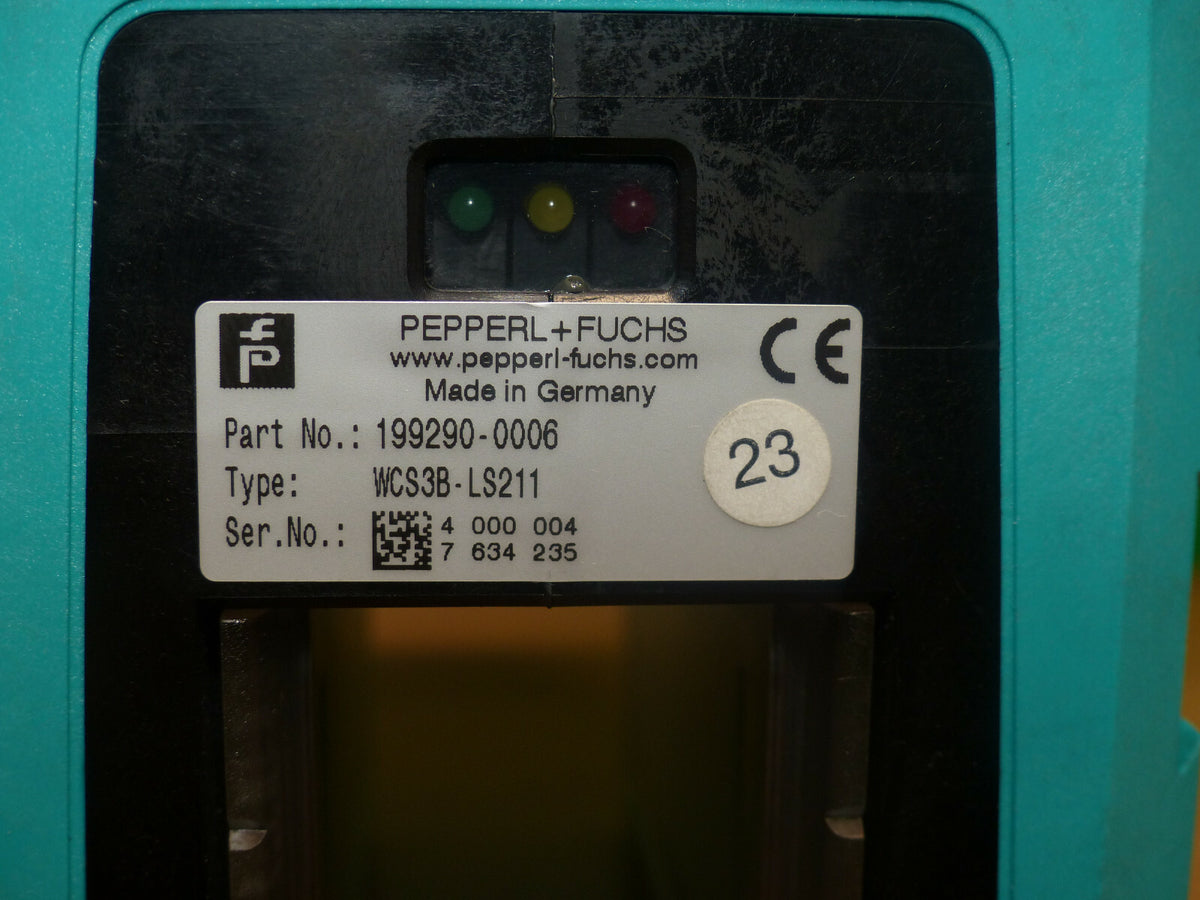 PEPPERL+FUCHS
www.pepperl-fuchs.com
Made in Germany
CE
Part No.: 199290-0006
Type: WCS3B-LS211
Ser.No.: 4 000 004
7 634 235
23